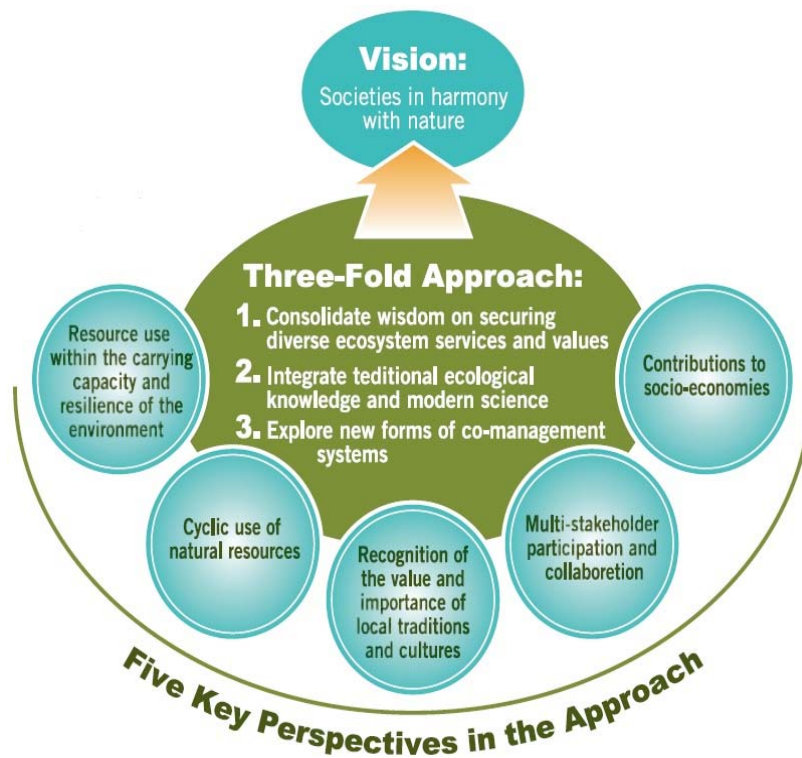 Vision:
Societies in harmony
with nature
Three-Fold Approach:
1. Consolidate wisdom on securing
diverse ecosystem services and values
2. Integrate teditional ecological
knowledge and modern science
3. Explore new forms of co-management
systems
Resource use
within the carrying
capacity and
resilience of the
environment
Cyclic use of
natural resources
Recognition of
the value and
importance of
local traditions
and cultures
Multi-stakeholder
participation and
collaboretion
Contributions to
socio-economies
Five Key Perspectives in the Approach